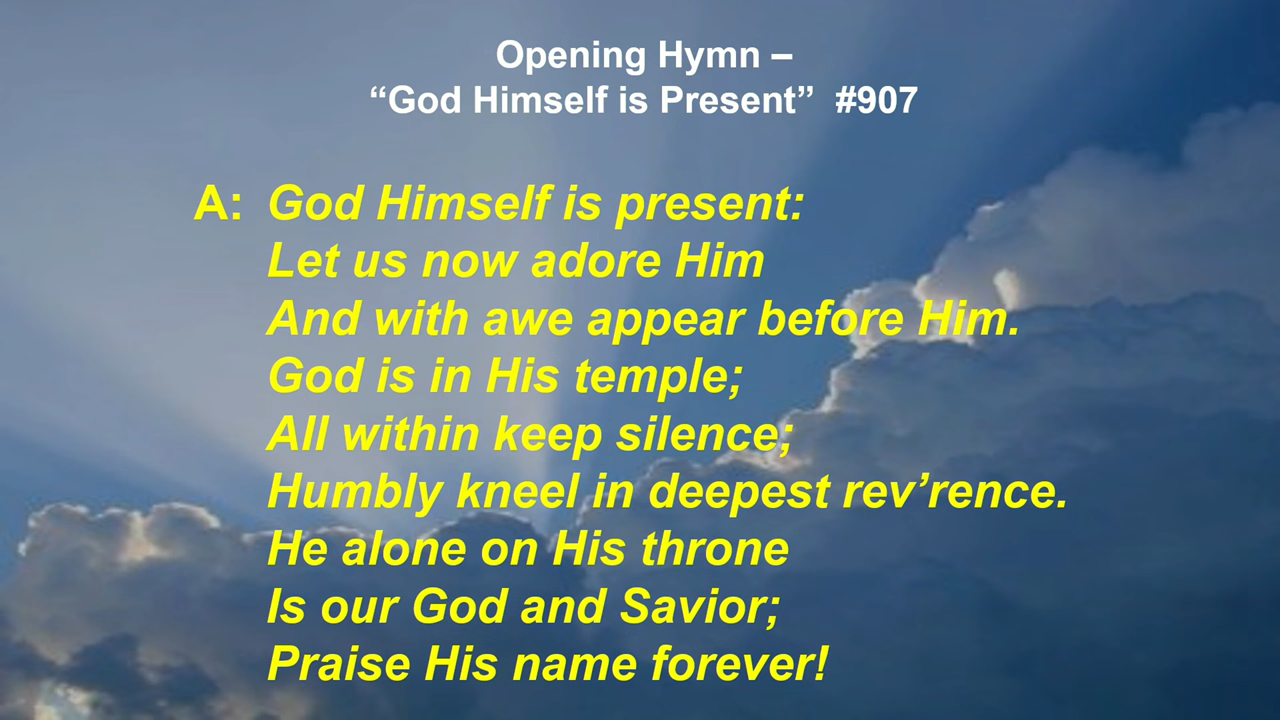 Opening Hymn –
“God Himself is Present” #907
A: God Himself is present:
Let us now adore Him
And with awe appear before Him.
God is in His temple;
All within keep silence;
Humbly kneel in deepest rev’rence.
He alone on His throne
Is our God and Savior;
Praise His name forever!